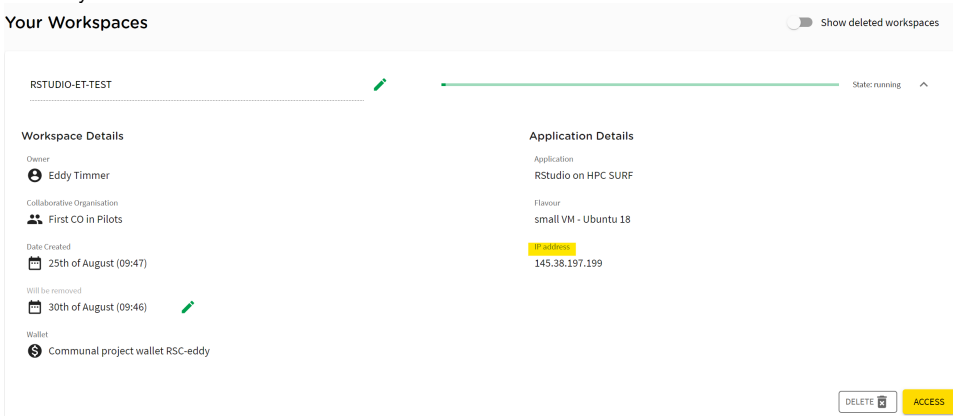 Your Workspaces
Show deleted workspaces
RSTUDIO-ET-TEST
State: running
Workspace Details
Owner
Eddy Timmer
Collaborative Organisation
First CO in Pilots
Date Created
25th of August (09:47)
Will be removed
30th of August (09:46)
Wallet
Communal project wallet RSC-eddy
Application Details
Application
RStudio on HPC SURF
Flavour
small VM - Ubuntu 18
IP address
145.38.197.199
DELETE
ACCESS